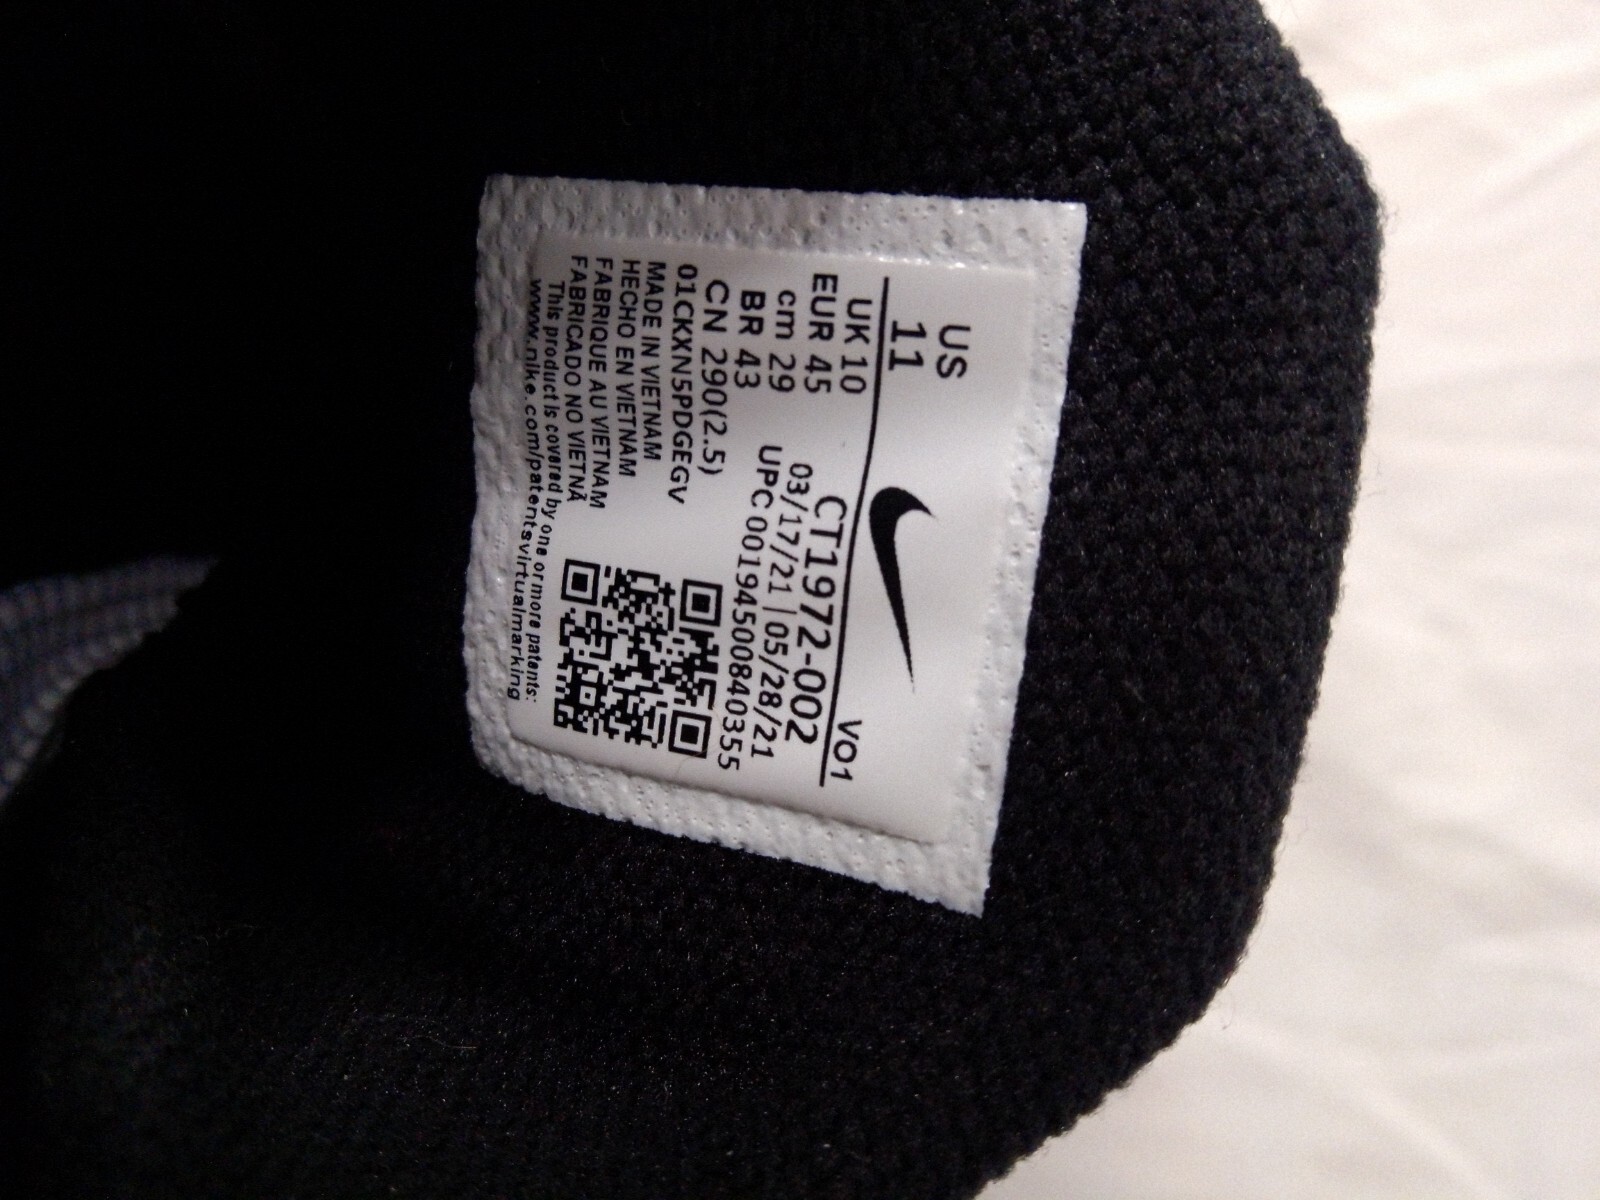 US
11
VO1
UK 10
EUR 45
cm 29
BR 43
CN 290(2.5)
CT1972-002
03/17/21 | 05/28/21
UPC 00194500840355
01CKXN5PDGEGV
MADE IN VIETNAM
HECHO EN VIETNAM
FABRIQUE AU VIETNAM
FABRICADO NO VIETNÃ
This product is covered by one or more patents:
www.nike.com/patentsvirtualmarking